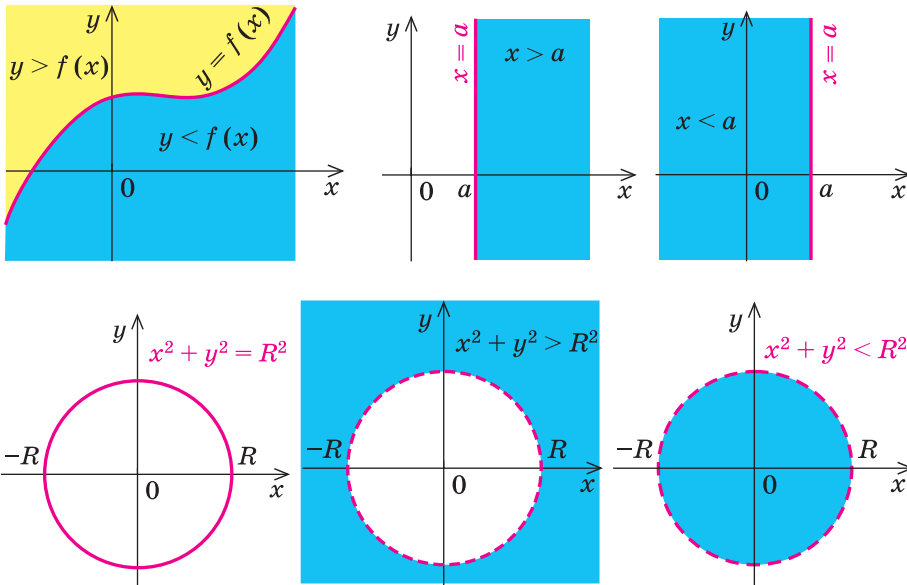 y
y > f (x)
y = f (x)
y < f (x)
0
x
y
x = a
x > a
0
a
x
y
x = a
x < a
0
a
x
y
x² + y² = R²
−R
R
0
x
y
x² + y² > R²
−R
R
0
x
y
x² + y² < R²
−R
R
0
x